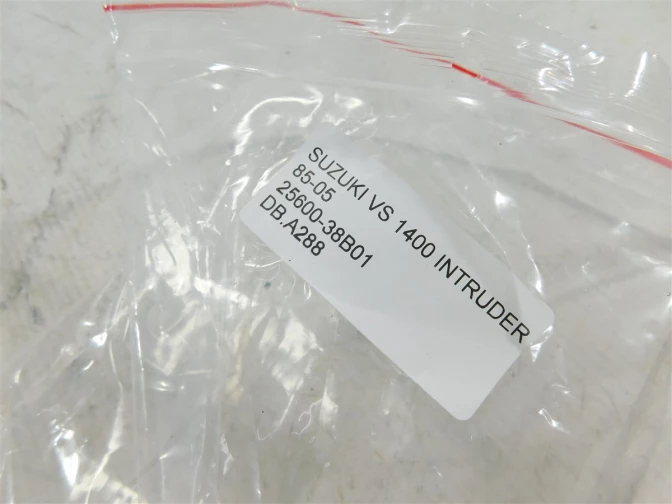 SUZUKI VS 1400 INTRUDER
85-05
25600-38B01
DB.A288